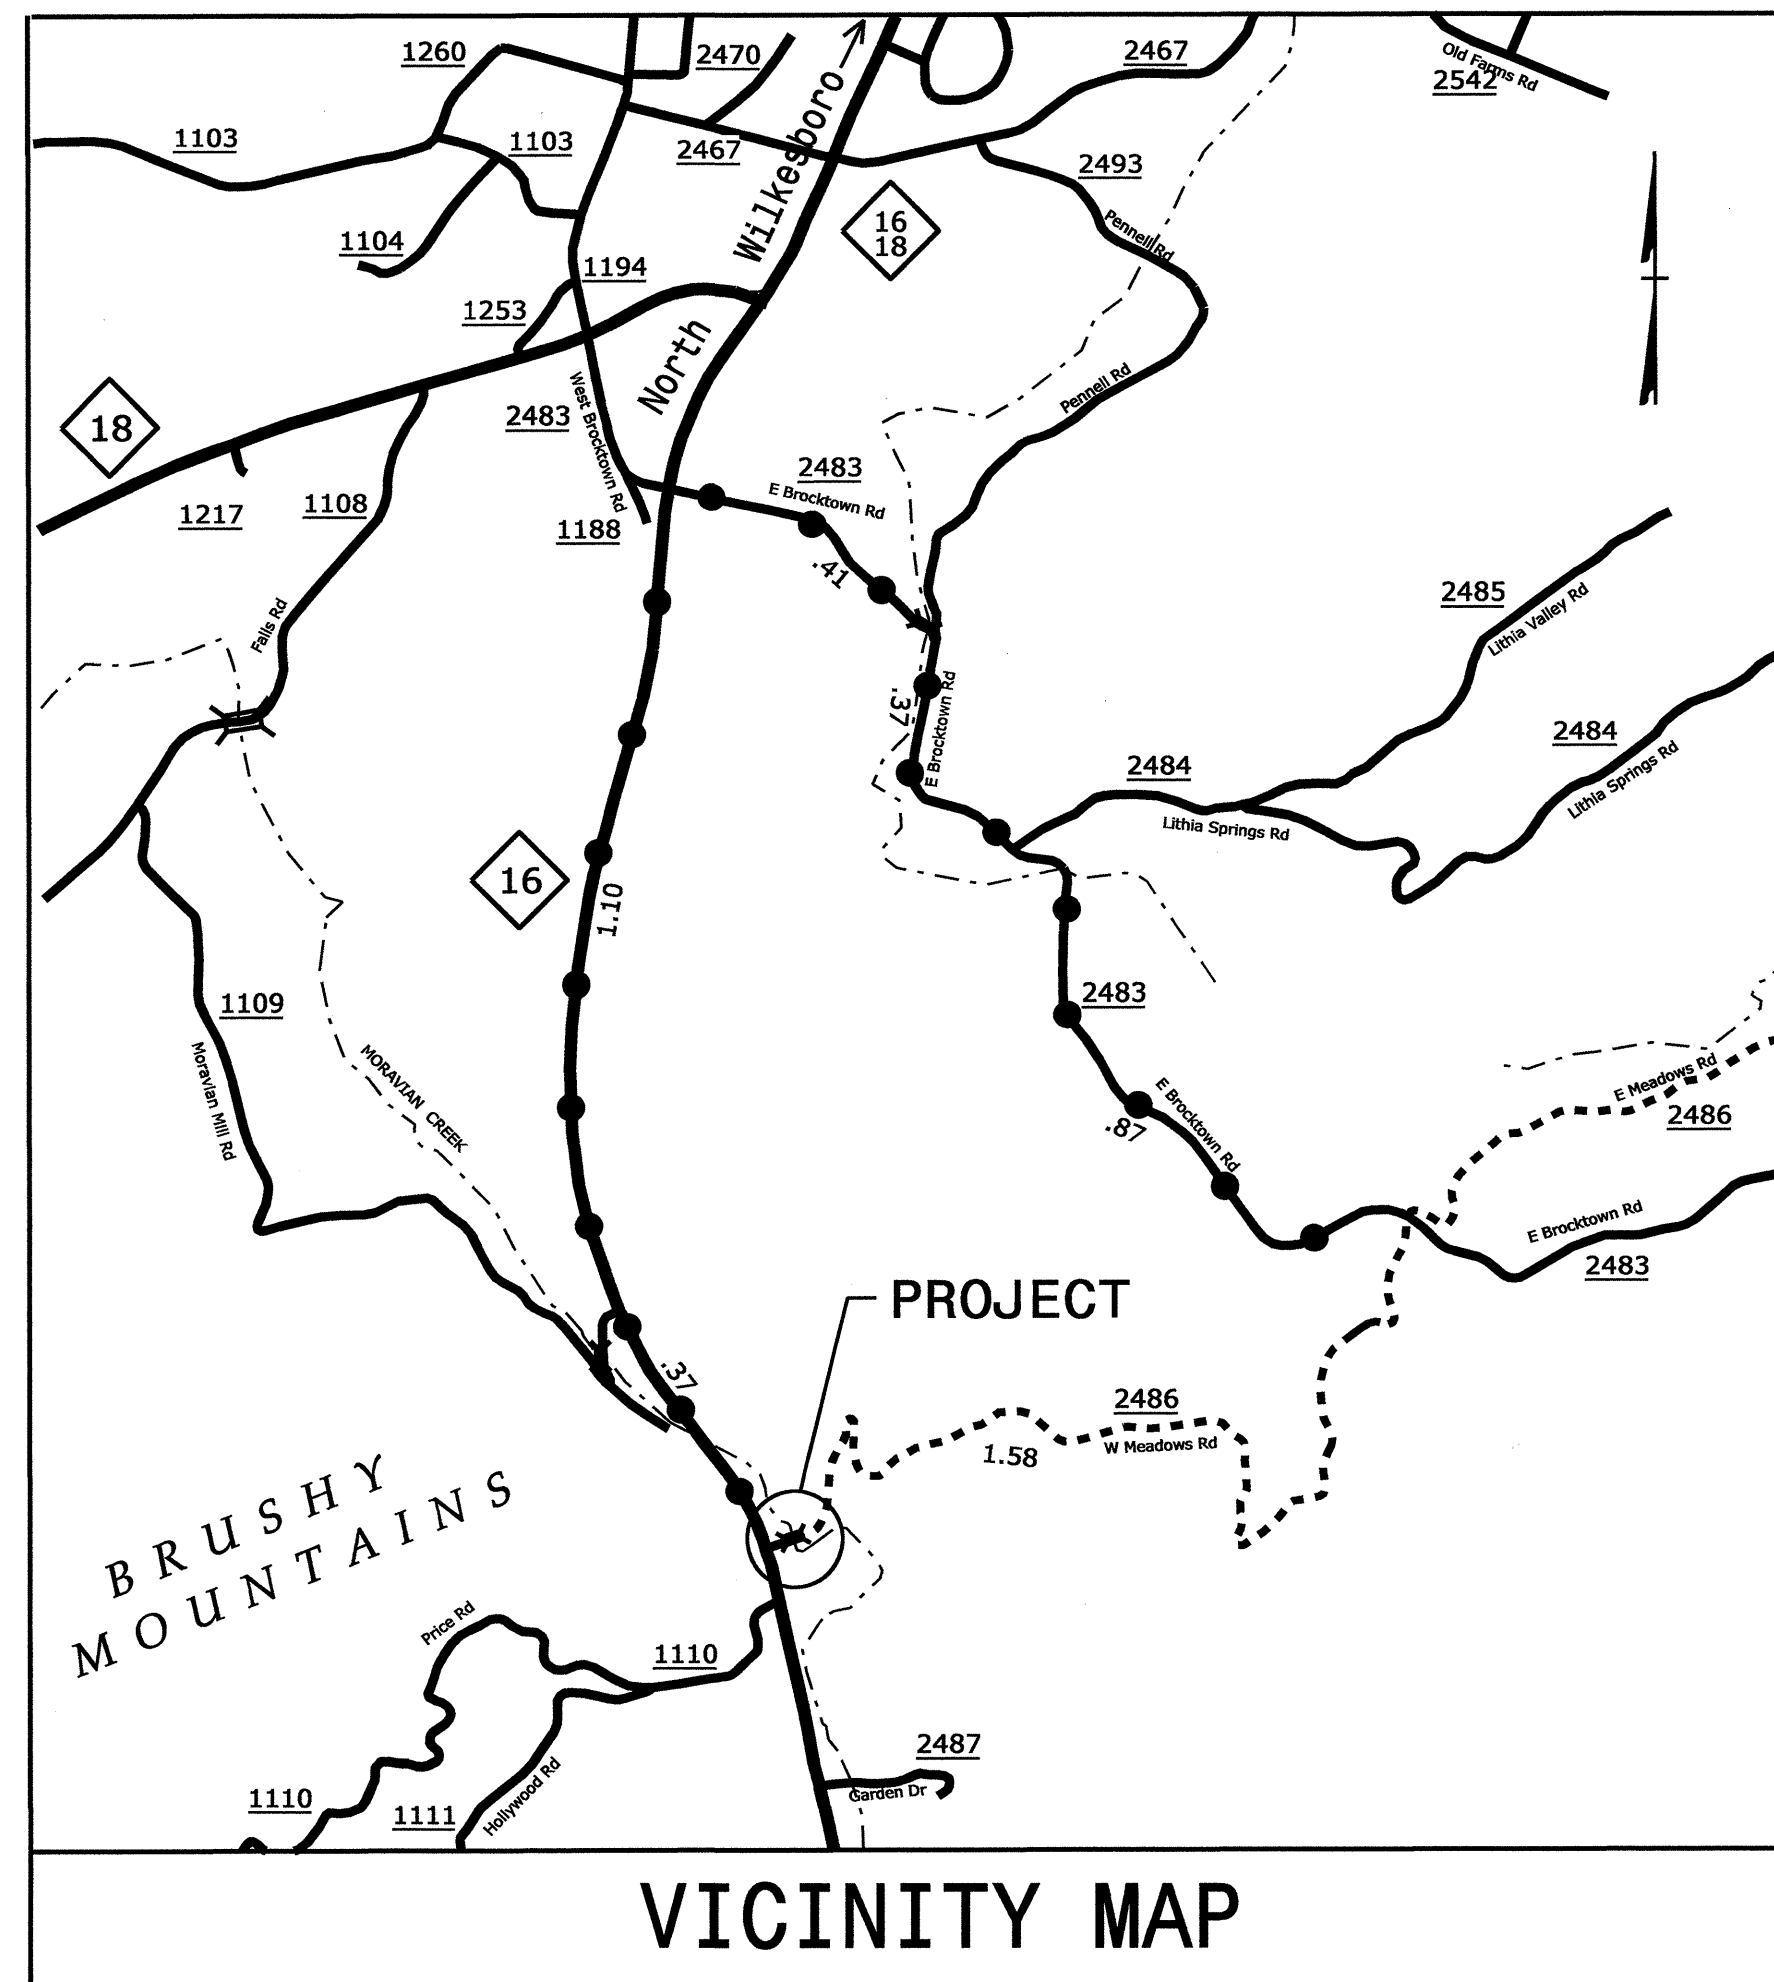 1260
2470
2467
Old Farms Rd
2542
1103
1103
2467
2493
Wilkesboro
16
18
Pennell Rd
1104
1194
1253
North
Pennell Rd
18
2483
West Brocktown Rd
2483
E Brocktown Rd
1217
1108
1188
.41
2485
Lithia Valley Rd
Falls Rd
.37
E Brocktown Rd
2484
2484
Lithia Springs Rd
Lithia Springs Rd
16
1.10
1109
2483
Moravian Mill Rd
MORAVIAN CREEK
E Meadows Rd
2486
.87
E Brocktown Rd
E Brocktown Rd
2483
PROJECT
.37
2486
W Meadows Rd
1.58
BRUSHY
MOUNTAINS
Price Rd
1110
2487
Garden Dr
1110
1111
Hollywood Rd
VICINITY MAP